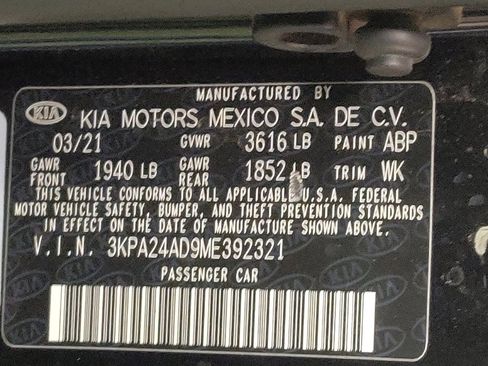 MANUFACTURED BY
KIA KIA MOTORS MEXICO S.A. DE C.V.
03/21 GVWR 3616 LB PAINT ABP
GAWR FRONT 1940 LB GAWR REAR 1852 LB TRIM WK
THIS VEHICLE CONFORMS TO ALL APPLICABLE U.S.A. FEDERAL
MOTOR VEHICLE SAFETY, BUMPER, AND THEFT PREVENTION STANDARDS
IN EFFECT ON THE DATE OF MANUFACTURE SHOWN ABOVE.
V.I.N. 3KPA24AD9ME392321
PASSENGER CAR